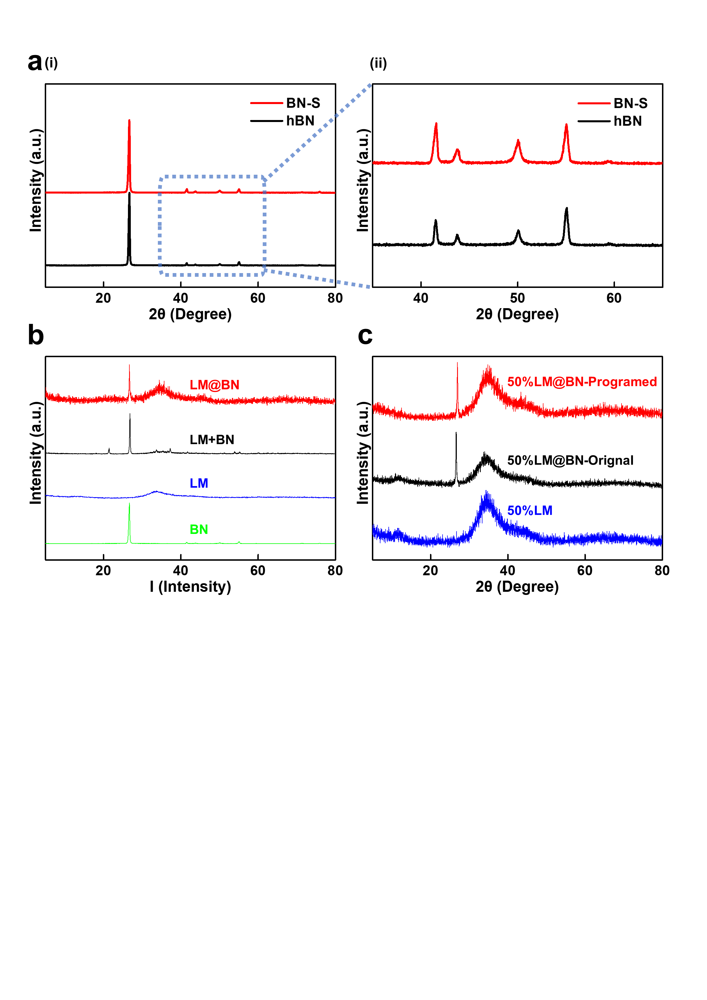 a (i)
(ii)
BN-S
hBN
Intensity (a.u.)
20 40 60 80
2θ (Degree)
BN-S
hBN
Intensity (a.u.)
40 50 60
2θ (Degree)
b
LM@BN
LM+BN
LM
BN
Intensity (a.u.)
20 40 60 80
I (Intensity)
c
50%LM@BN-Programed
50%LM@BN-Orignal
50%LM
Intensity (a.u.)
20 40 60 80
2θ (Degree)